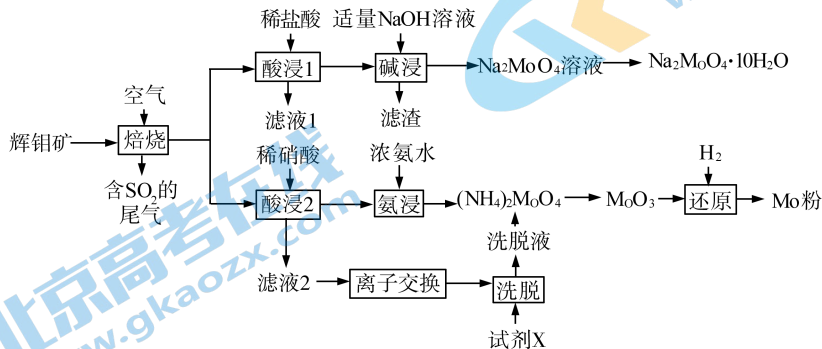 稀盐酸 适量NaOH溶液
酸浸1 碱浸 Na₂MoO₄溶液 Na₂MoO₄·10H₂O
空气
滤液1 滤渣
辉钼矿 焙烧
稀硝酸 浓氨水 H₂
含SO₂的
尾气
酸浸2 氨浸 (NH₄)₂MoO₄ MoO₃ 还原 Mo粉
洗脱液
滤液2 离子交换 洗脱
试剂X
北京高考在线
www.gkaozx.com